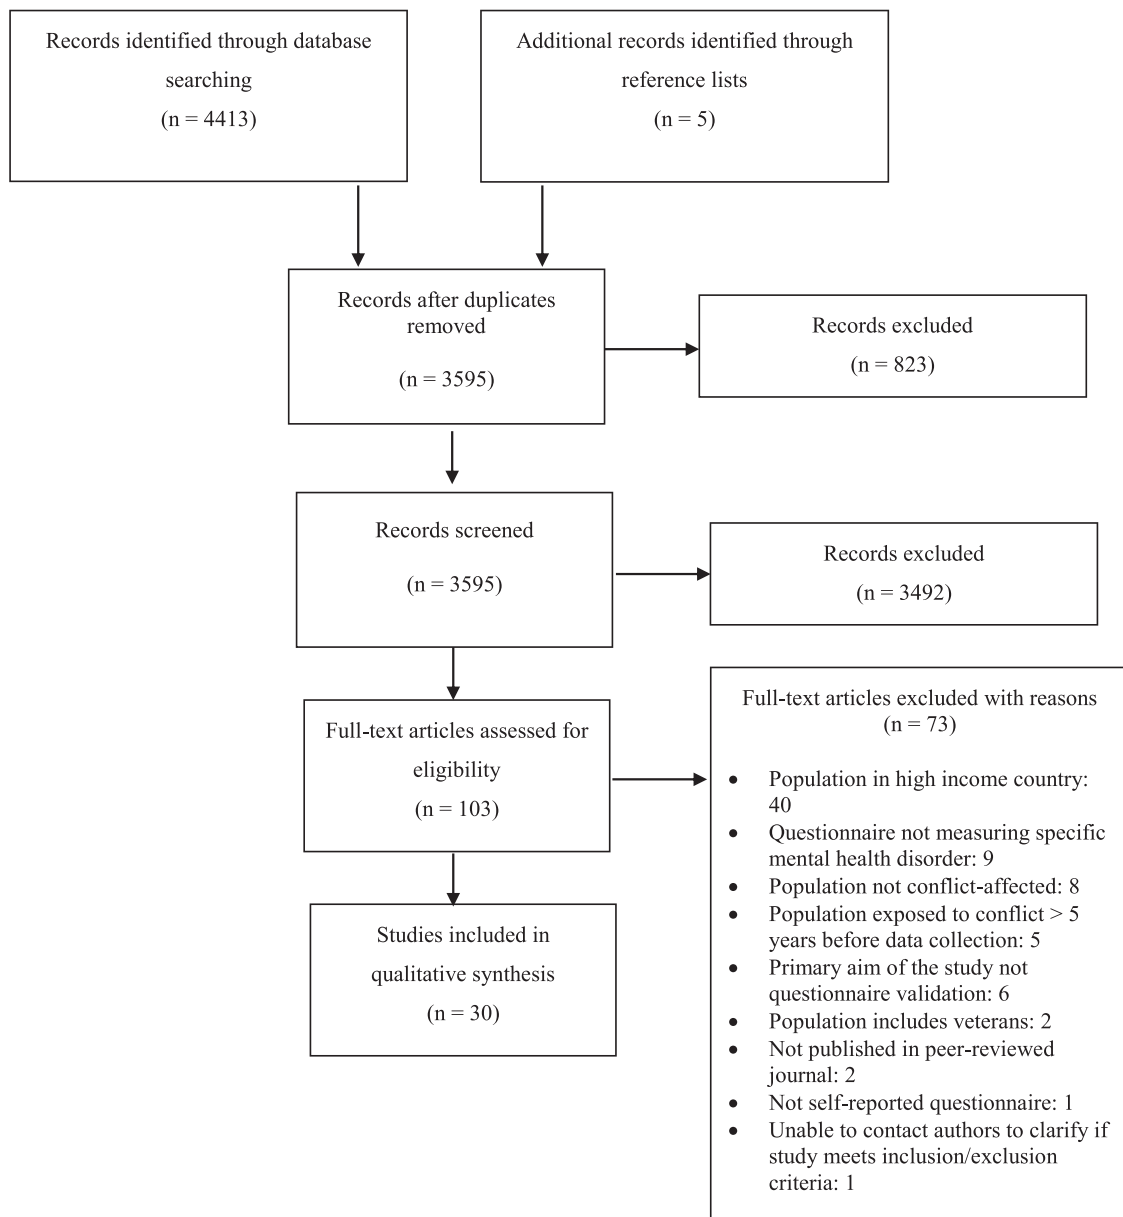 Records identified through database
searching
(n = 4413)
Additional records identified through
reference lists
(n = 5)
Records after duplicates
removed
(n = 3595)
Records excluded
(n = 823)
Records screened
(n = 3595)
Records excluded
(n = 3492)
Full-text articles assessed for
eligibility
(n = 103)
Full-text articles excluded with reasons
(n = 73)
• Population in high income country:
40
• Questionnaire not measuring specific
mental health disorder: 9
• Population not conflict-affected: 8
• Population exposed to conflict > 5
years before data collection: 5
• Primary aim of the study not
questionnaire validation: 6
• Population includes veterans: 2
• Not published in peer-reviewed
journal: 2
• Not self-reported questionnaire: 1
• Unable to contact authors to clarify if
study meets inclusion/exclusion
criteria: 1
Studies included in
qualitative synthesis
(n = 30)